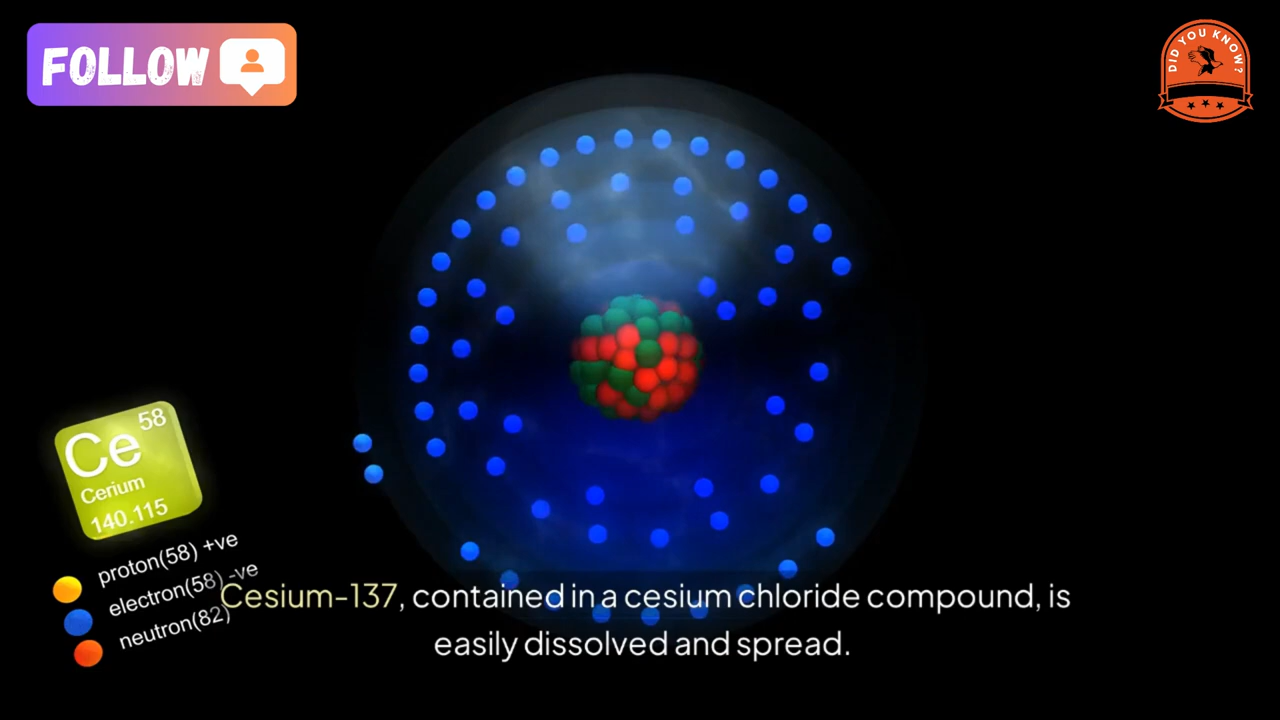 FOLLOW
DID YOU KNOW?
58
Ce
Cerium
140.115
proton(58) +ve
electron(58) -ve
neutron(82)
Cesium-137, contained in a cesium chloride compound, is
easily dissolved and spread.